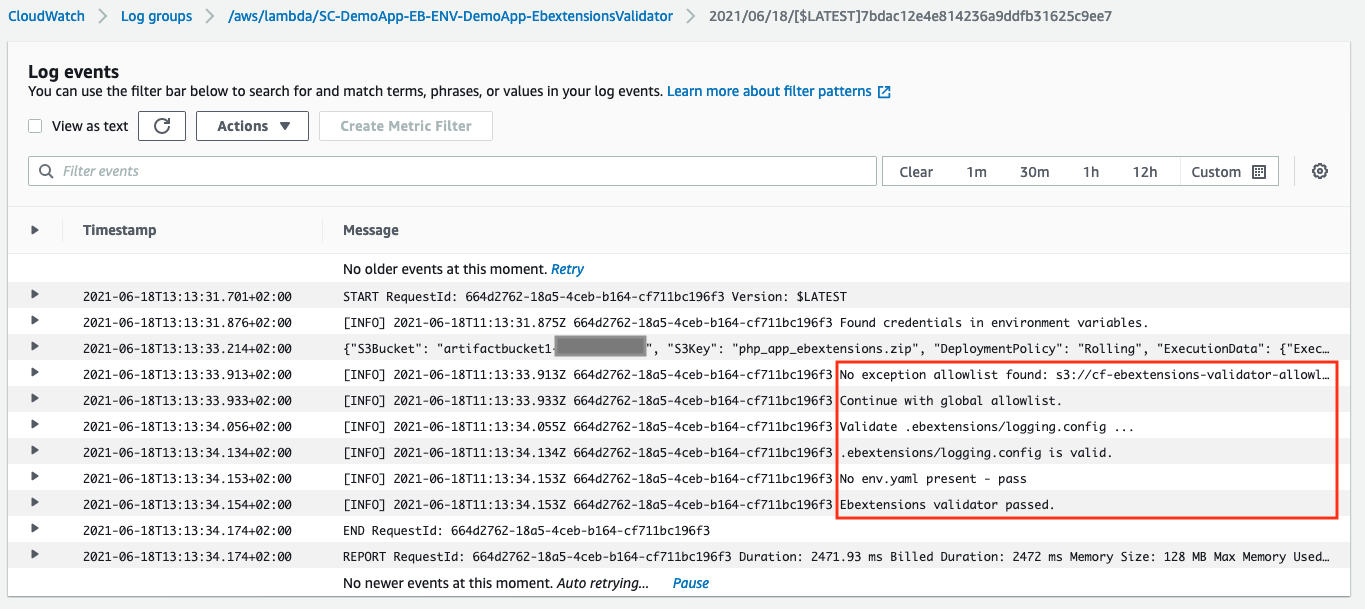 CloudWatch > Log groups > /aws/lambda/SC-DemoApp-EB-ENV-DemoApp-EbextensionsValidator > 2021/06/18/[$LATEST]7bdac12e4e814236a9ddfb31625c9ee7
Log events
You can use the filter bar below to search for and match terms, phrases, or values in your log events. Learn more about filter patterns
View as text Actions Create Metric Filter
Filter events Clear 1m 30m 1h 12h Custom
Timestamp Message
No older events at this moment. Retry
2021-06-18T13:13:31.701+02:00 START RequestId: 664d2762-18a5-4ceb-b164-cf711bc196f3 Version: $LATEST
2021-06-18T13:13:31.876+02:00 [INFO] 2021-06-18T11:13:31.875Z 664d2762-18a5-4ceb-b164-cf711bc196f3 Found credentials in environment variables.
2021-06-18T13:13:33.214+02:00 {"S3Bucket": "artifactbucket1- ", "S3Key": "php_app_ebextensions.zip", "DeploymentPolicy": "Rolling", "ExecutionData": {"Exec…
2021-06-18T13:13:33.913+02:00 [INFO] 2021-06-18T11:13:33.913Z 664d2762-18a5-4ceb-b164-cf711bc196f3 No exception allowlist found: s3://cf-ebextensions-validator-allowl…
2021-06-18T13:13:33.933+02:00 [INFO] 2021-06-18T11:13:33.933Z 664d2762-18a5-4ceb-b164-cf711bc196f3 Continue with global allowlist.
2021-06-18T13:13:34.056+02:00 [INFO] 2021-06-18T11:13:34.055Z 664d2762-18a5-4ceb-b164-cf711bc196f3 Validate .ebextensions/logging.config ...
2021-06-18T13:13:34.134+02:00 [INFO] 2021-06-18T11:13:34.134Z 664d2762-18a5-4ceb-b164-cf711bc196f3 .ebextensions/logging.config is valid.
2021-06-18T13:13:34.153+02:00 [INFO] 2021-06-18T11:13:34.153Z 664d2762-18a5-4ceb-b164-cf711bc196f3 No env.yaml present - pass
2021-06-18T13:13:34.154+02:00 [INFO] 2021-06-18T11:13:34.153Z 664d2762-18a5-4ceb-b164-cf711bc196f3 Ebextensions validator passed.
2021-06-18T13:13:34.174+02:00 END RequestId: 664d2762-18a5-4ceb-b164-cf711bc196f3
2021-06-18T13:13:34.174+02:00 REPORT RequestId: 664d2762-18a5-4ceb-b164-cf711bc196f3 Duration: 2471.93 ms Billed Duration: 2472 ms Memory Size: 128 MB Max Memory Used…
No newer events at this moment. Auto retrying... Pause